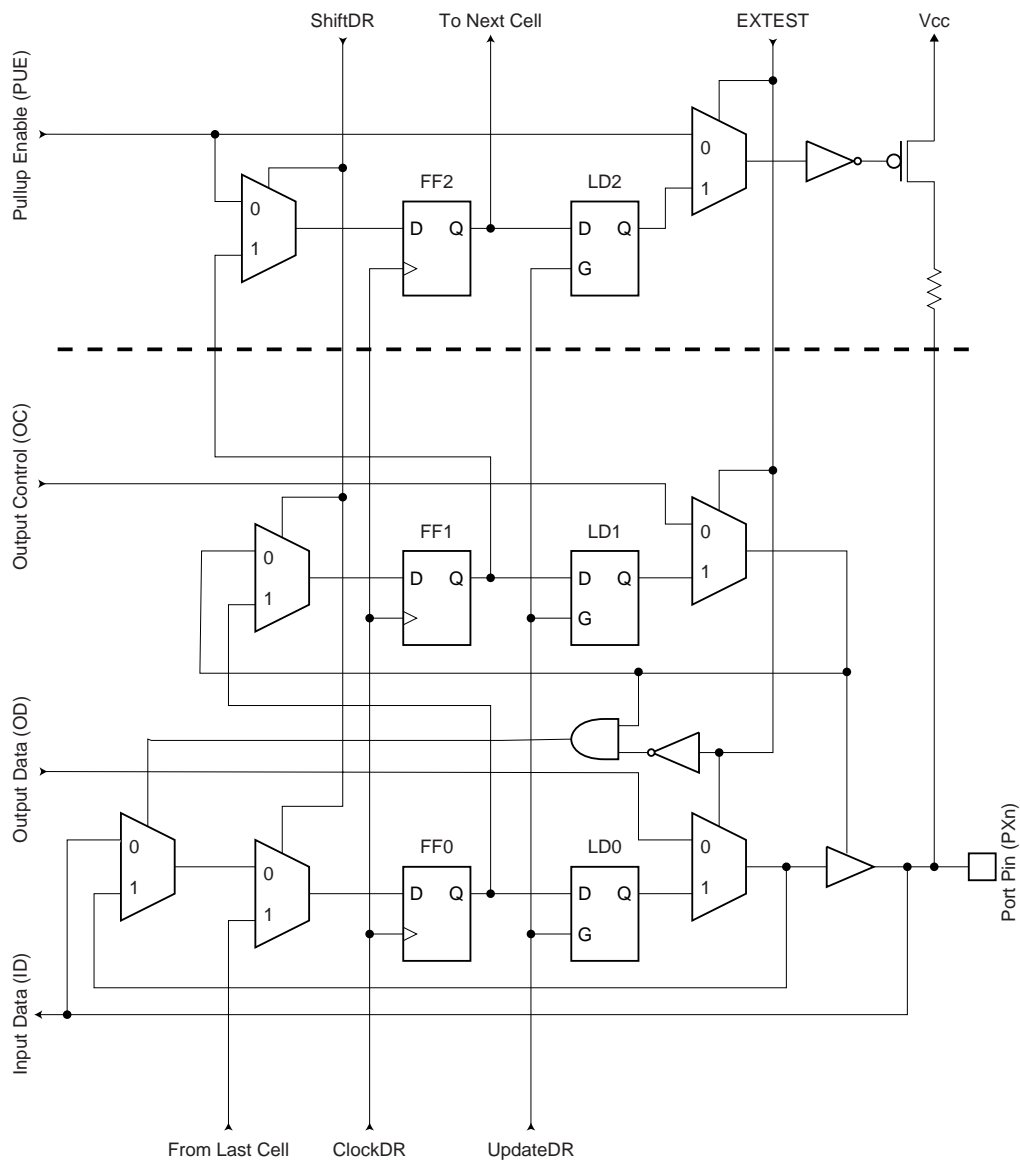 ShiftDR
To Next Cell
EXTEST
Vcc
Pullup Enable (PUE)
0
1
FF2
D Q
LD2
D Q
G
0
1
Output Control (OC)
0
1
FF1
D Q
LD1
D Q
G
0
1
Output Data (OD)
0
1
0
1
FF0
D Q
LD0
D Q
G
0
1
Port Pin (PXn)
Input Data (ID)
From Last Cell
ClockDR
UpdateDR